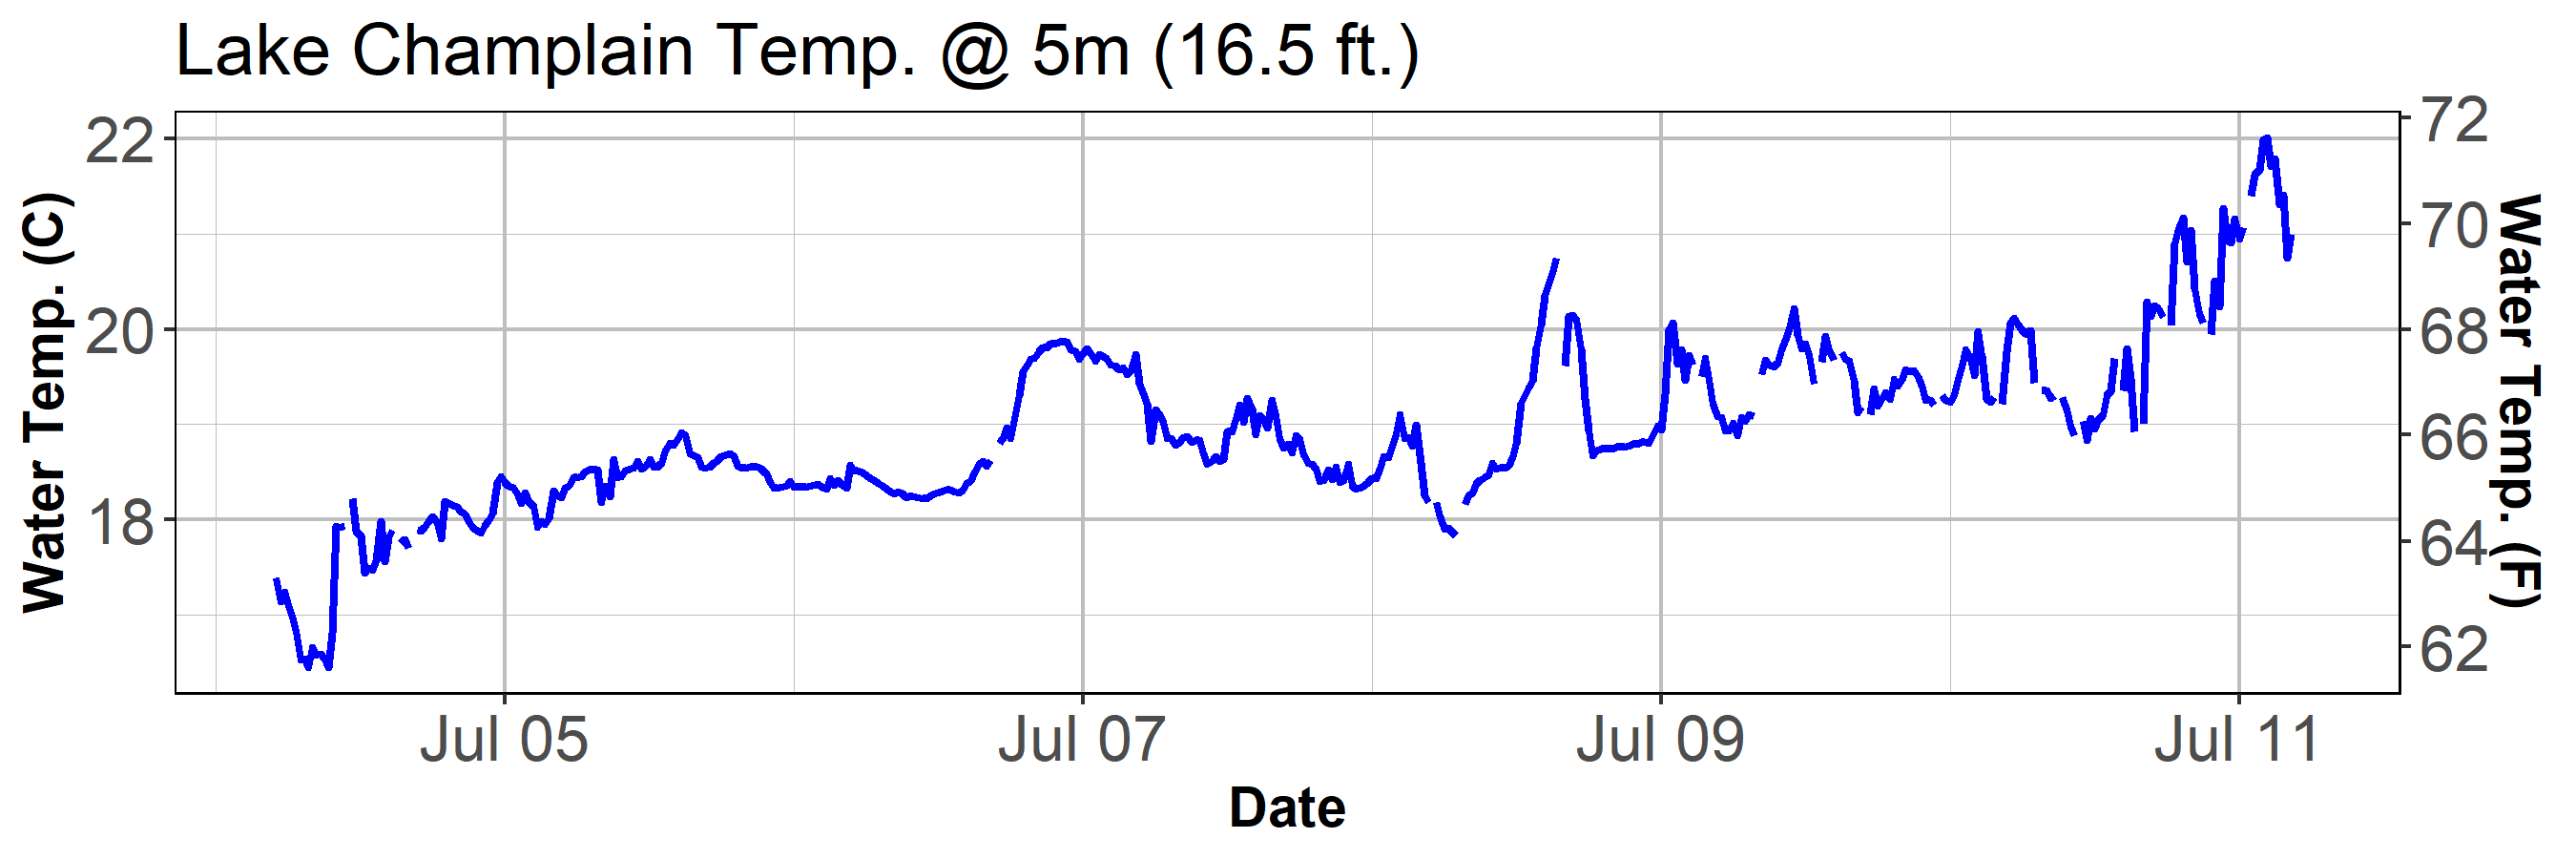 Lake Champlain Temp. @ 5m (16.5 ft.)
Water Temp. (C)
22
20
18
72
70
68
66
64
62
Water Temp. (F)
Jul 05
Jul 07
Jul 09
Jul 11
Date